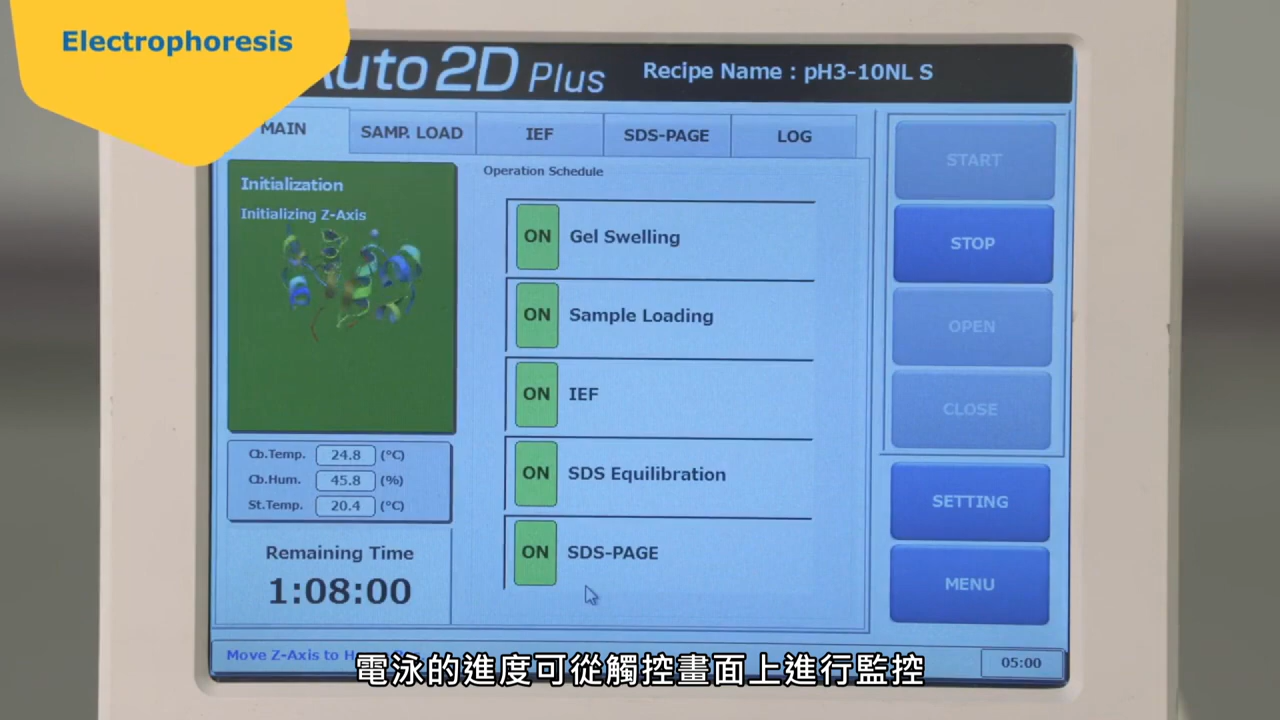 Electrophoresis
Auto 2D Plus
Recipe Name : pH3-10NL S
MAIN
SAMP. LOAD
IEF
SDS-PAGE
LOG
Initialization
Initializing Z-Axis
Operation Schedule
ON Gel Swelling
ON Sample Loading
ON IEF
ON SDS Equilibration
ON SDS-PAGE
Cb.Temp. 24.8 (°C)
Cb.Hum. 45.8 (%)
St.Temp. 20.4 (°C)
Remaining Time
1:08:00
START
STOP
OPEN
CLOSE
SETTING
MENU
Move Z-Axis to
05:00
電泳的進度可從觸控畫面上進行監控